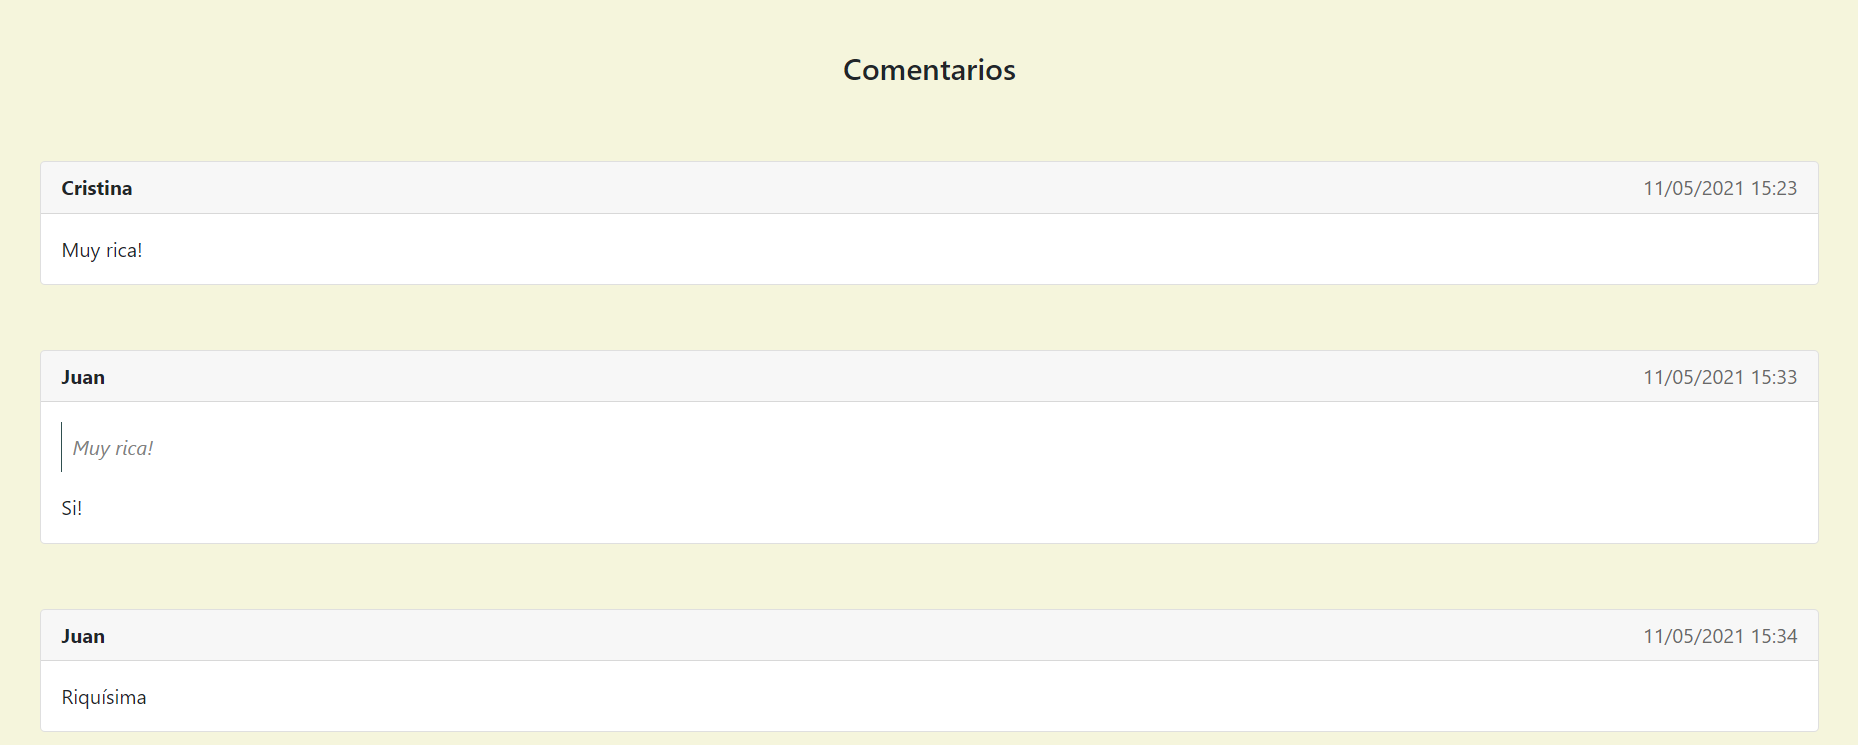 Comentarios
Cristina 11/05/2021 15:23
Muy rica!
Juan 11/05/2021 15:33
Muy rica!
Si!
Juan 11/05/2021 15:34
Riquísima